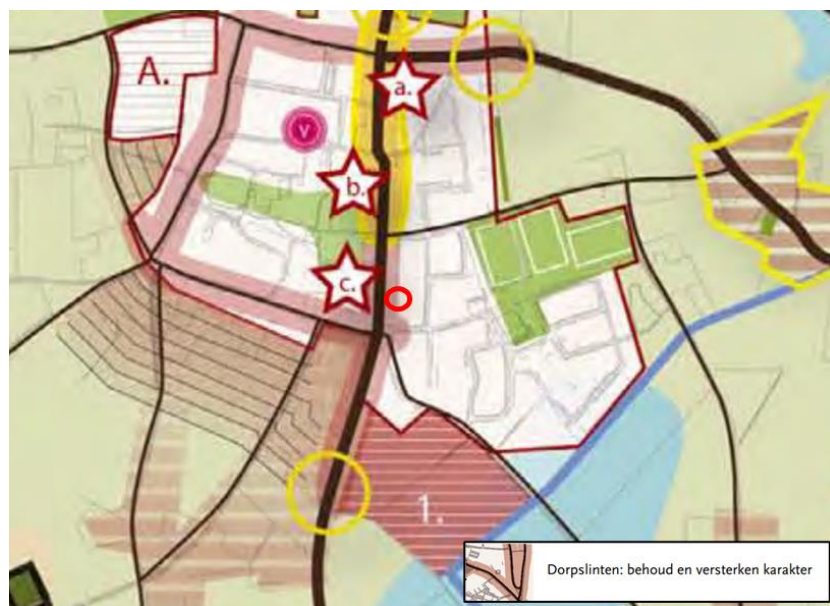 A.
a.
V
b.
c.
1.
Dorpslinten: behoud en versterken karakter